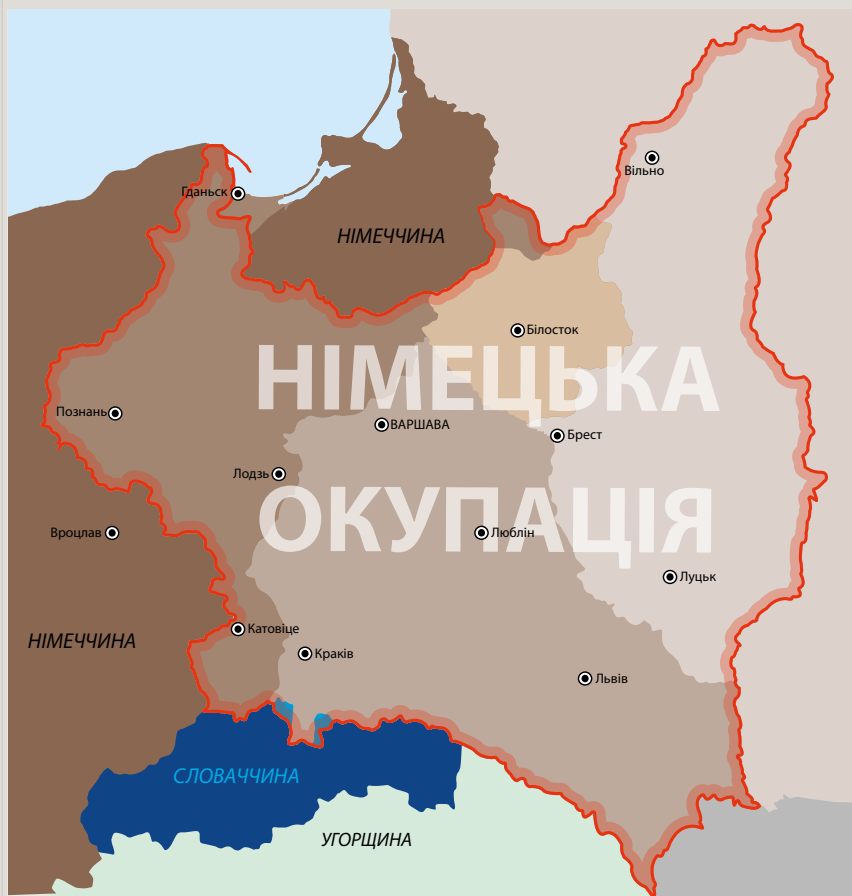 Вільно
Гданьск
НІМЕЧЧИНА
Білосток
НІМЕЦЬКА
Познань
ВАРШАВА
Брест
Лодзь
ОКУПАЦІЯ
Вроцлав
Люблін
Луцьк
Катовіце
НІМЕЧЧИНА
Краків
Львів
СЛОВАЧЧИНА
УГОРЩИНА